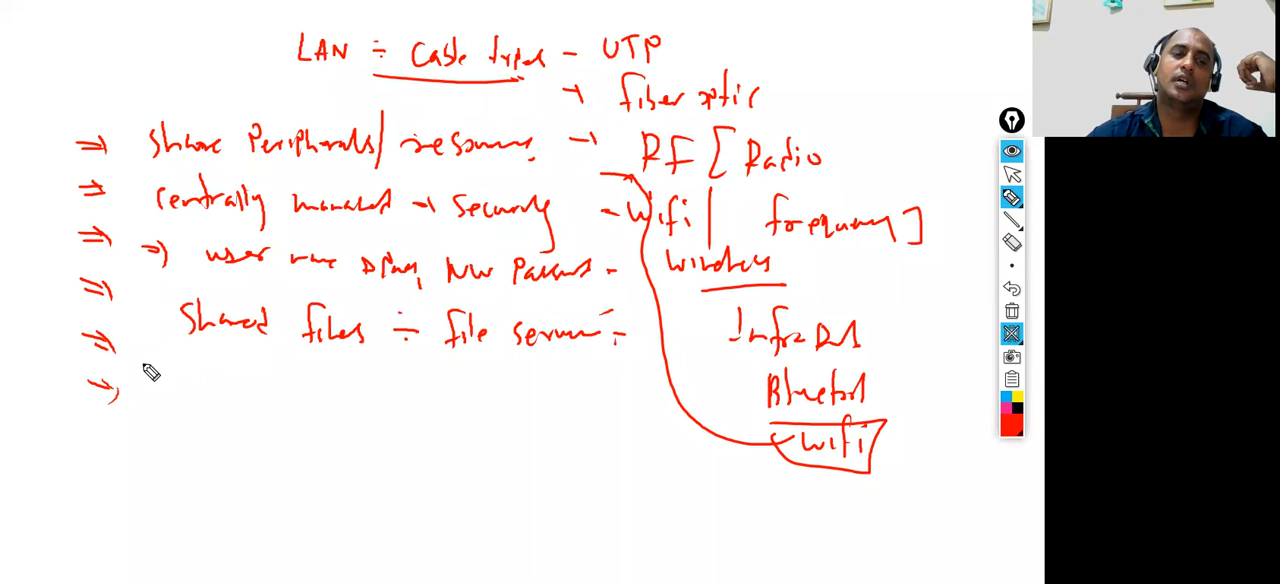 LAN ÷ Cable types - UTP
→ fiber optic
⇒ Share Peripherals/ resources → RF [Radio
⇒ Centrally managed → Security - Wifi | frequency]
⇒ ⇒ user name NW - wireless
⇒ Shared files ÷ file server ÷ InfraRed
⇒ Bluetooth
→ Wifi